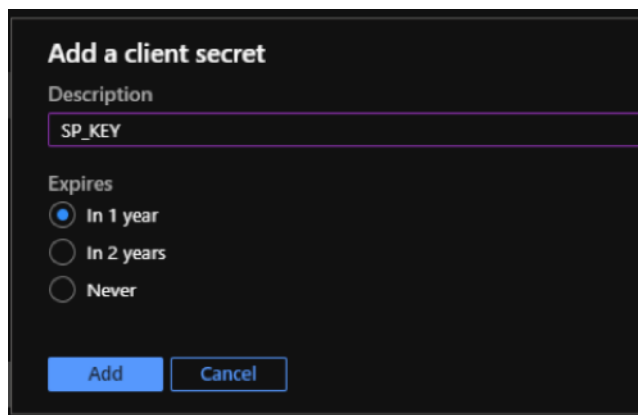 Add a client secret
Description
SP_KEY
Expires
In 1 year
In 2 years
Never
Add
Cancel